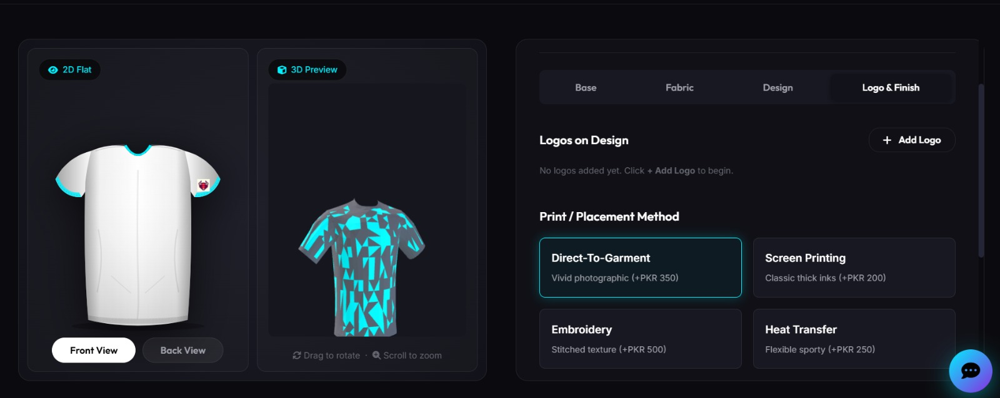 2D Flat
3D Preview
Front View
Back View
Drag to rotate · Scroll to zoom
Base
Fabric
Design
Logo & Finish
Logos on Design
+ Add Logo
No logos added yet. Click + Add Logo to begin.
Print / Placement Method
Direct-To-Garment
Vivid photographic (+PKR 350)
Screen Printing
Classic thick inks (+PKR 200)
Embroidery
Stitched texture (+PKR 500)
Heat Transfer
Flexible sporty (+PKR 250)